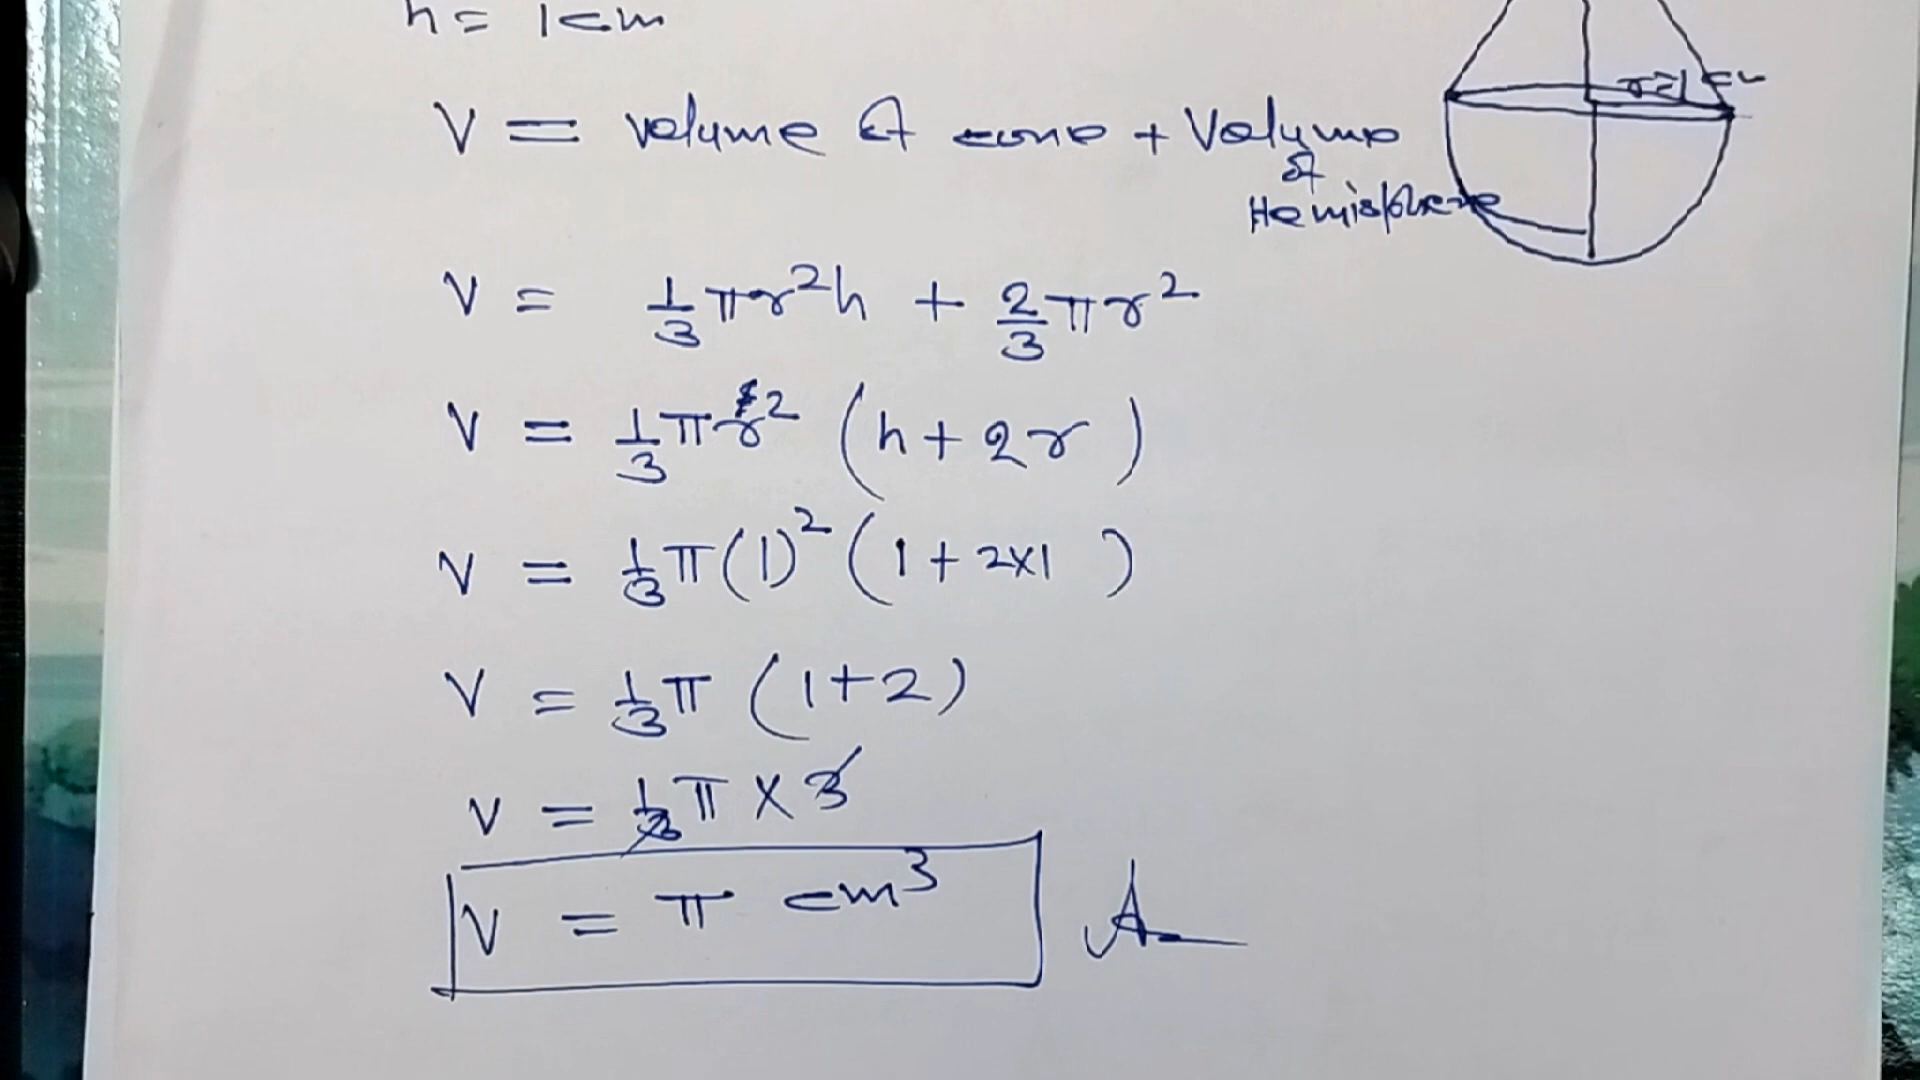 h = 1cm
r=1cm
V = volume of cone + Volume
of
Hemisphere
V = 1/3 πr²h + 2/3 πr²
V = 1/3 πr² (h + 2r)
V = 1/3 π(1)² (1 + 2×1)
V = 1/3 π (1+2)
V = 1/3 π × 3
V = π cm³